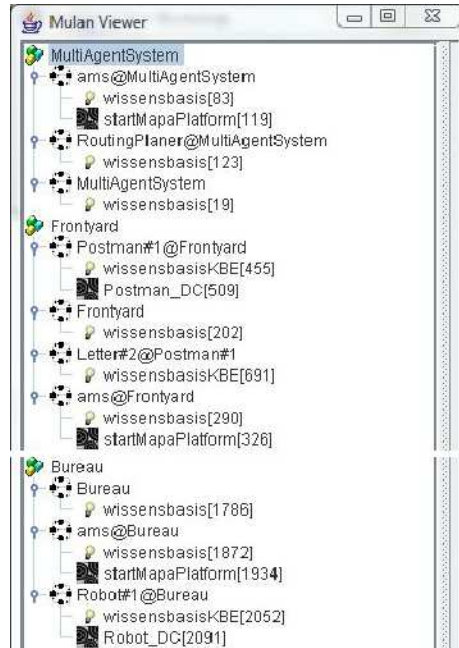 Mulan Viewer
MultiAgentSystem
ams@MultiAgentSystem
wissensbasis[83]
startMapaPlatform[119]
RoutingPlaner@MultiAgentSystem
wissensbasis[123]
MultiAgentSystem
wissensbasis[19]
Frontyard
Postman#1@Frontyard
wissensbasisKBE[455]
Postman_DC[509]
Frontyard
wissensbasis[202]
Letter#2@Postman#1
wissensbasisKBE[691]
ams@Frontyard
wissensbasis[290]
startMapaPlatform[326]
Bureau
Bureau
wissensbasis[1786]
ams@Bureau
wissensbasis[1872]
startMapaPlatform[1934]
Robot#1@Bureau
wissensbasisKBE[2052]
Robot_DC[2091]